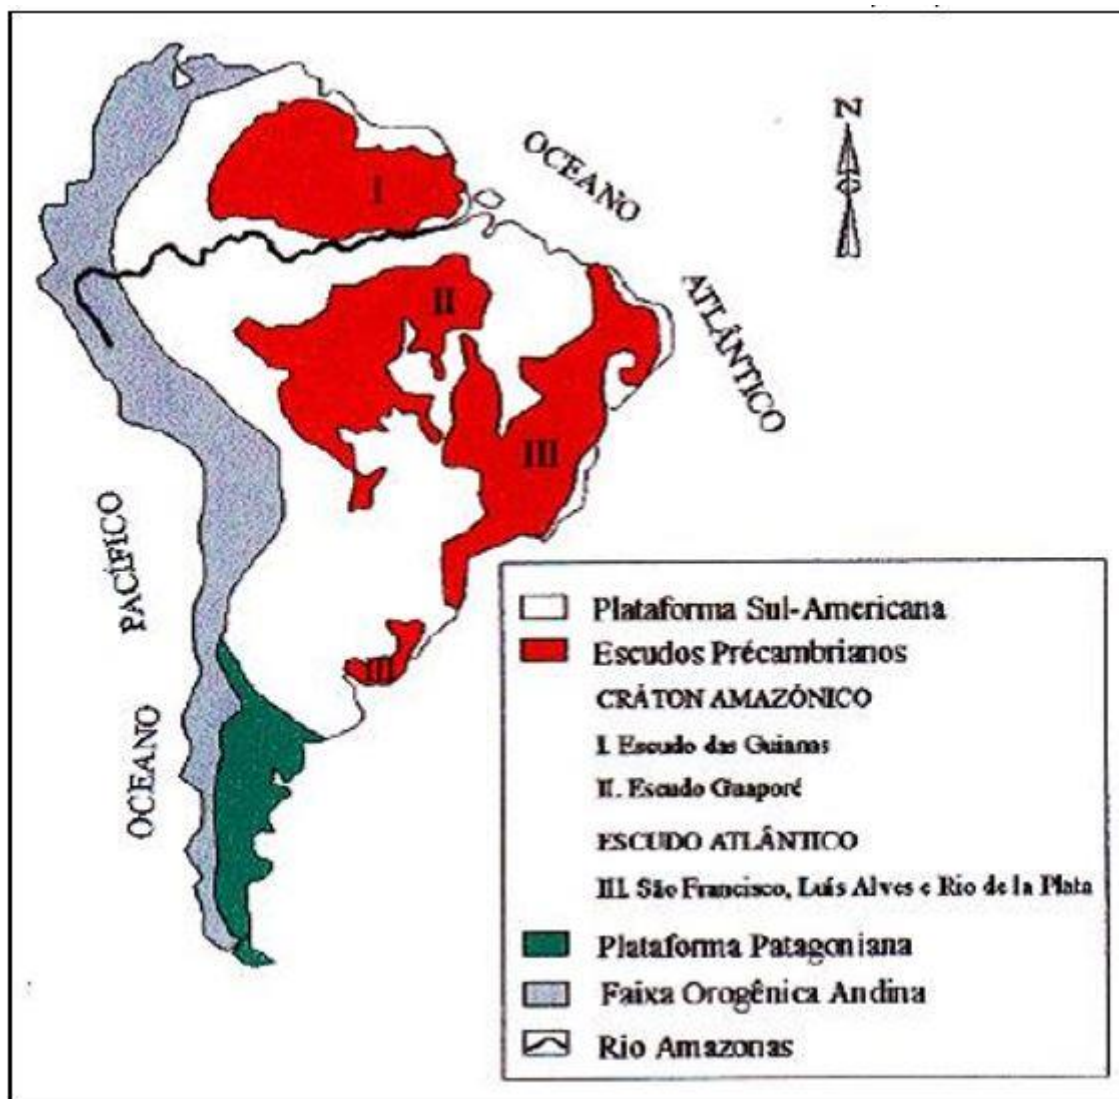 N
OCEANO
ATLÂNTICO
I
II
III
PACÍFICO
OCEANO
III
Plataforma Sul-Americana
Escudos Précambrianos
CRÁTON AMAZÓNICO
I. Escudo das Guianas
II. Escudo Guaporé
ESCUDO ATLÂNTICO
III. São Francisco, Luís Alves e Rio de la Plata
Plataforma Patagoniana
Faixa Orogênica Andina
Rio Amazonas